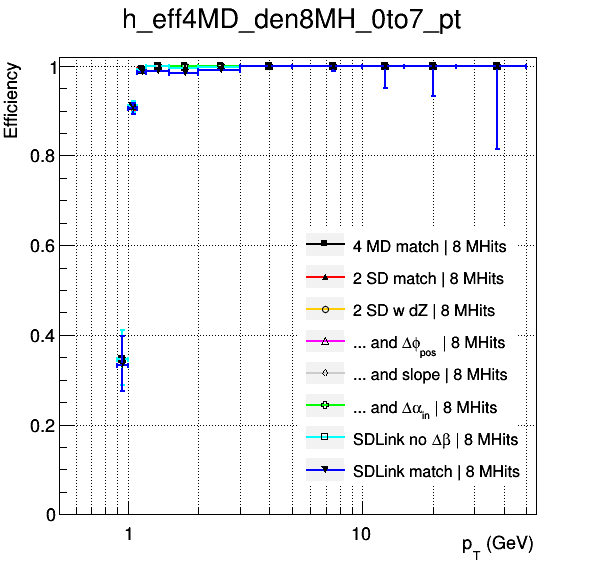 h_eff4MD_den8MH_0to7_pt
Efficiency
1
0.8
0.6
0.4
0.2
0
4 MD match | 8 MHits
2 SD match | 8 MHits
2 SD w dZ | 8 MHits
... and Δϕpos | 8 MHits
... and slope | 8 MHits
... and Δαin | 8 MHits
SDLink no Δβ | 8 MHits
SDLink match | 8 MHits
1 10
pT (GeV)